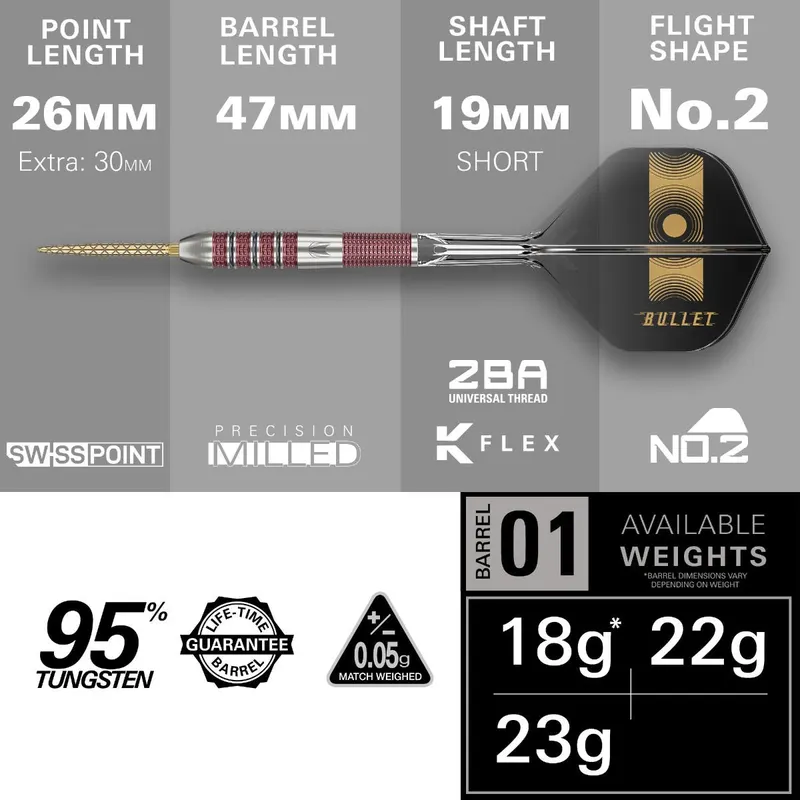 POINT
LENGTH
26MM
Extra: 30MM
BARREL
LENGTH
47MM
SHAFT
LENGTH
19MM
SHORT
FLIGHT
SHAPE
No.2
BULLET
SW-SSPOINT
PRECISION
MILLED
2BA
UNIVERSAL THREAD
K FLEX
NO.2
95%
TUNGSTEN
LIFE-TIME
GUARANTEE
BARREL
+/-
0.05g
MATCH WEIGHED
BARREL
01
AVAILABLE
WEIGHTS
*BARREL DIMENSIONS VARY
DEPENDING ON WEIGHT
18g* 22g
23g